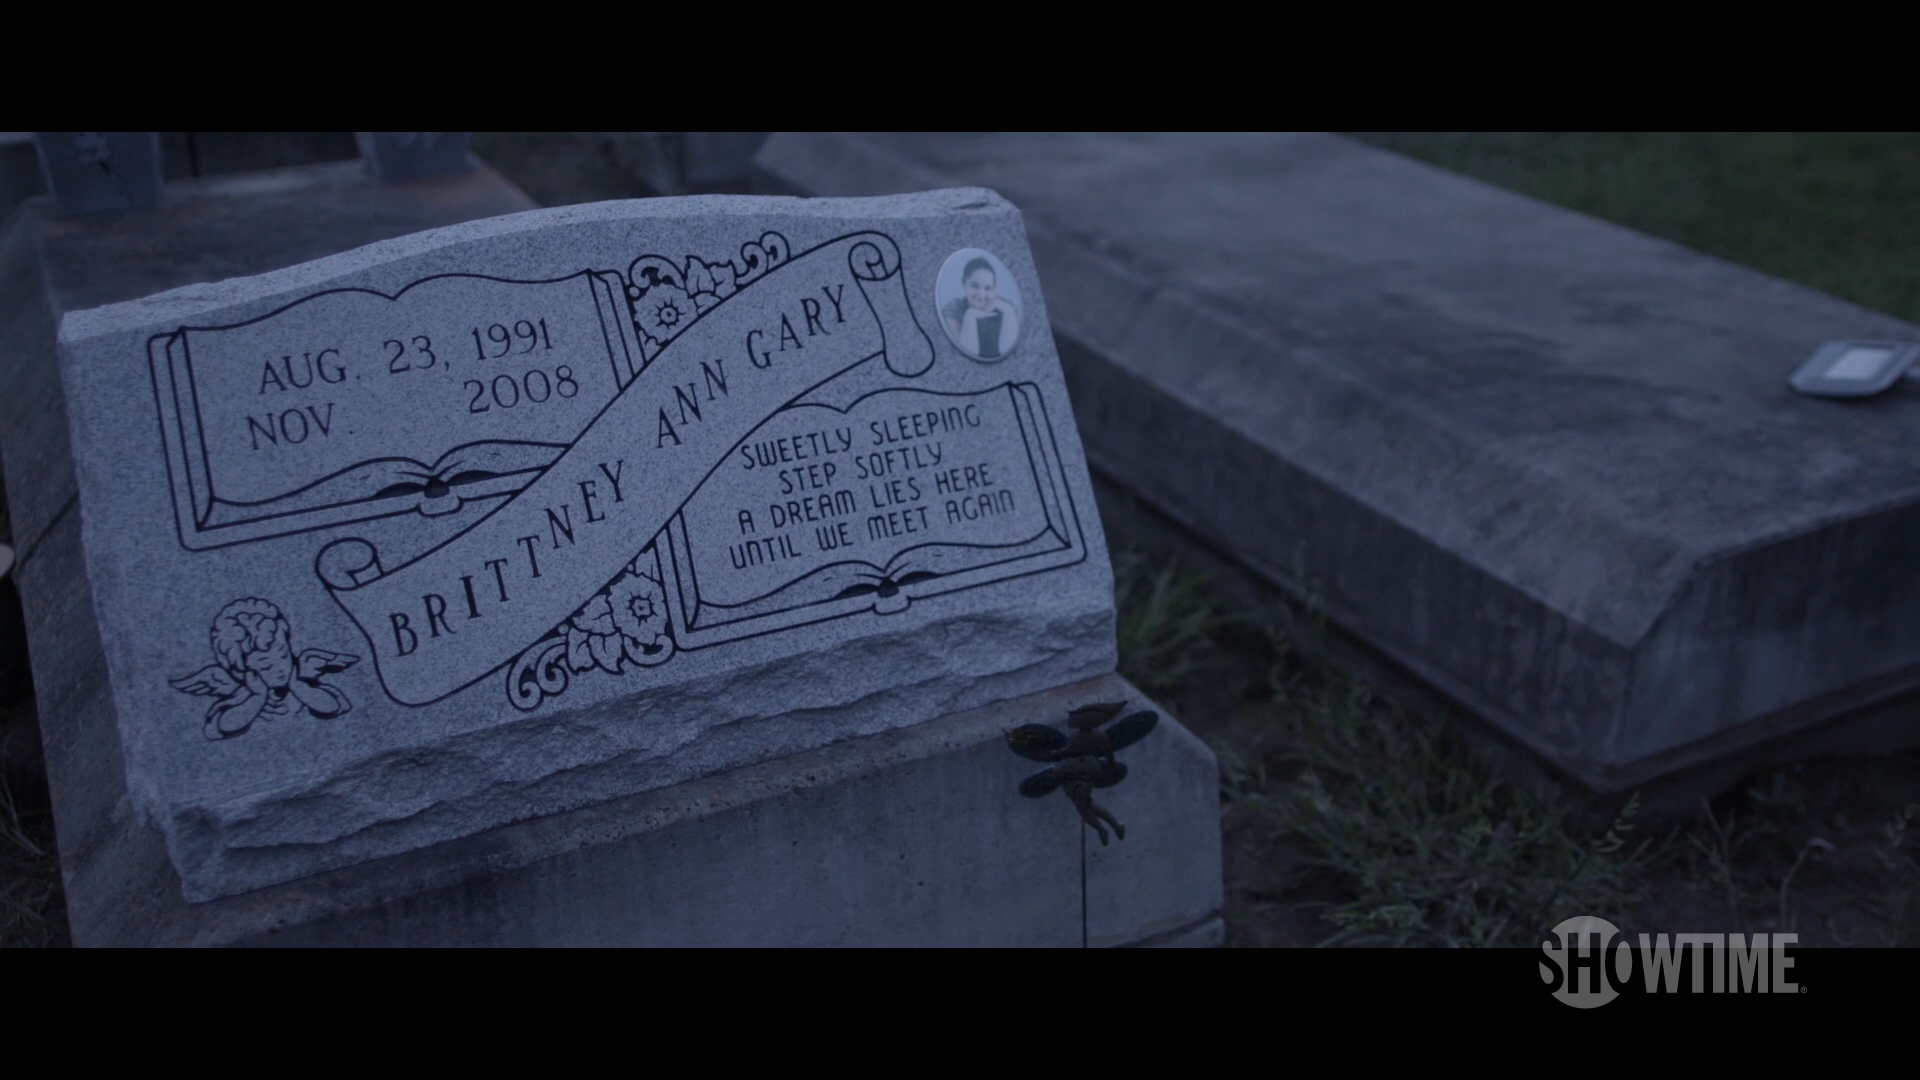 AUG. 23, 1991
NOV. 2008
BRITTNEY ANN GARY
SWEETLY SLEEPING
STEP SOFTLY
A DREAM LIES HERE
UNTIL WE MEET AGAIN
SHOWTIME